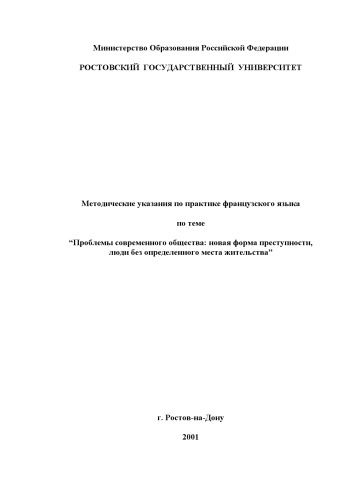 Министерство Образования Российской Федерации
РОСТОВСКИЙ ГОСУДАРСТВЕННЫЙ УНИВЕРСИТЕТ
Методические указания по практике французского языка
по теме
“Проблемы современного общества: новая форма преступности,
люди без определенного места жительства”
г. Ростов-на-Дону
2001